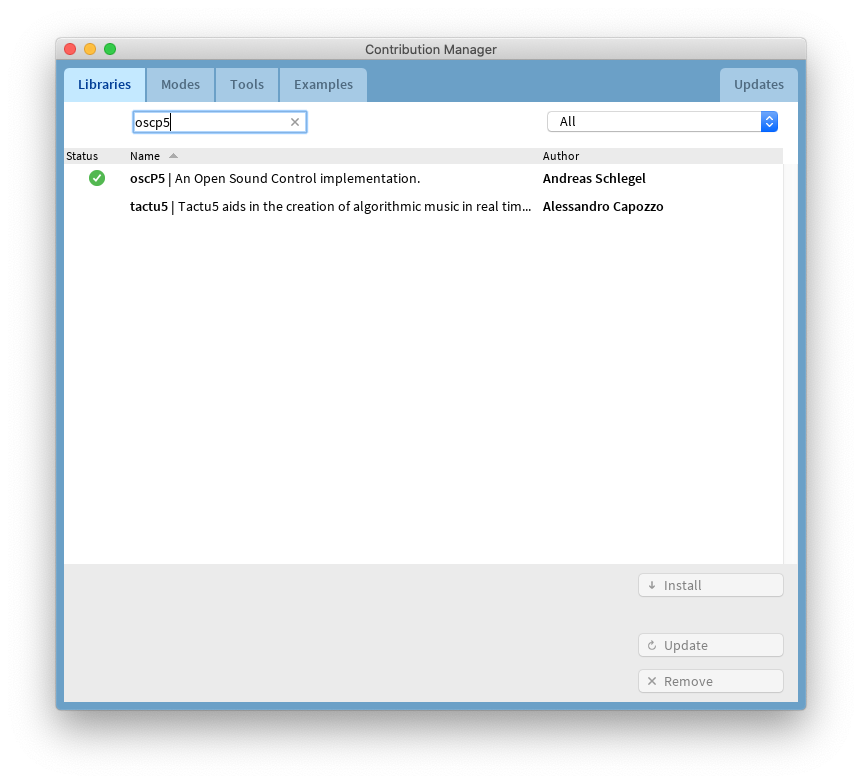 Contribution Manager
Libraries Modes Tools Examples Updates
oscp5 All
Status Name Author
oscP5 | An Open Sound Control implementation. Andreas Schlegel
tactu5 | Tactu5 aids in the creation of algorithmic music in real tim... Alessandro Capozzo
Install
Update
Remove